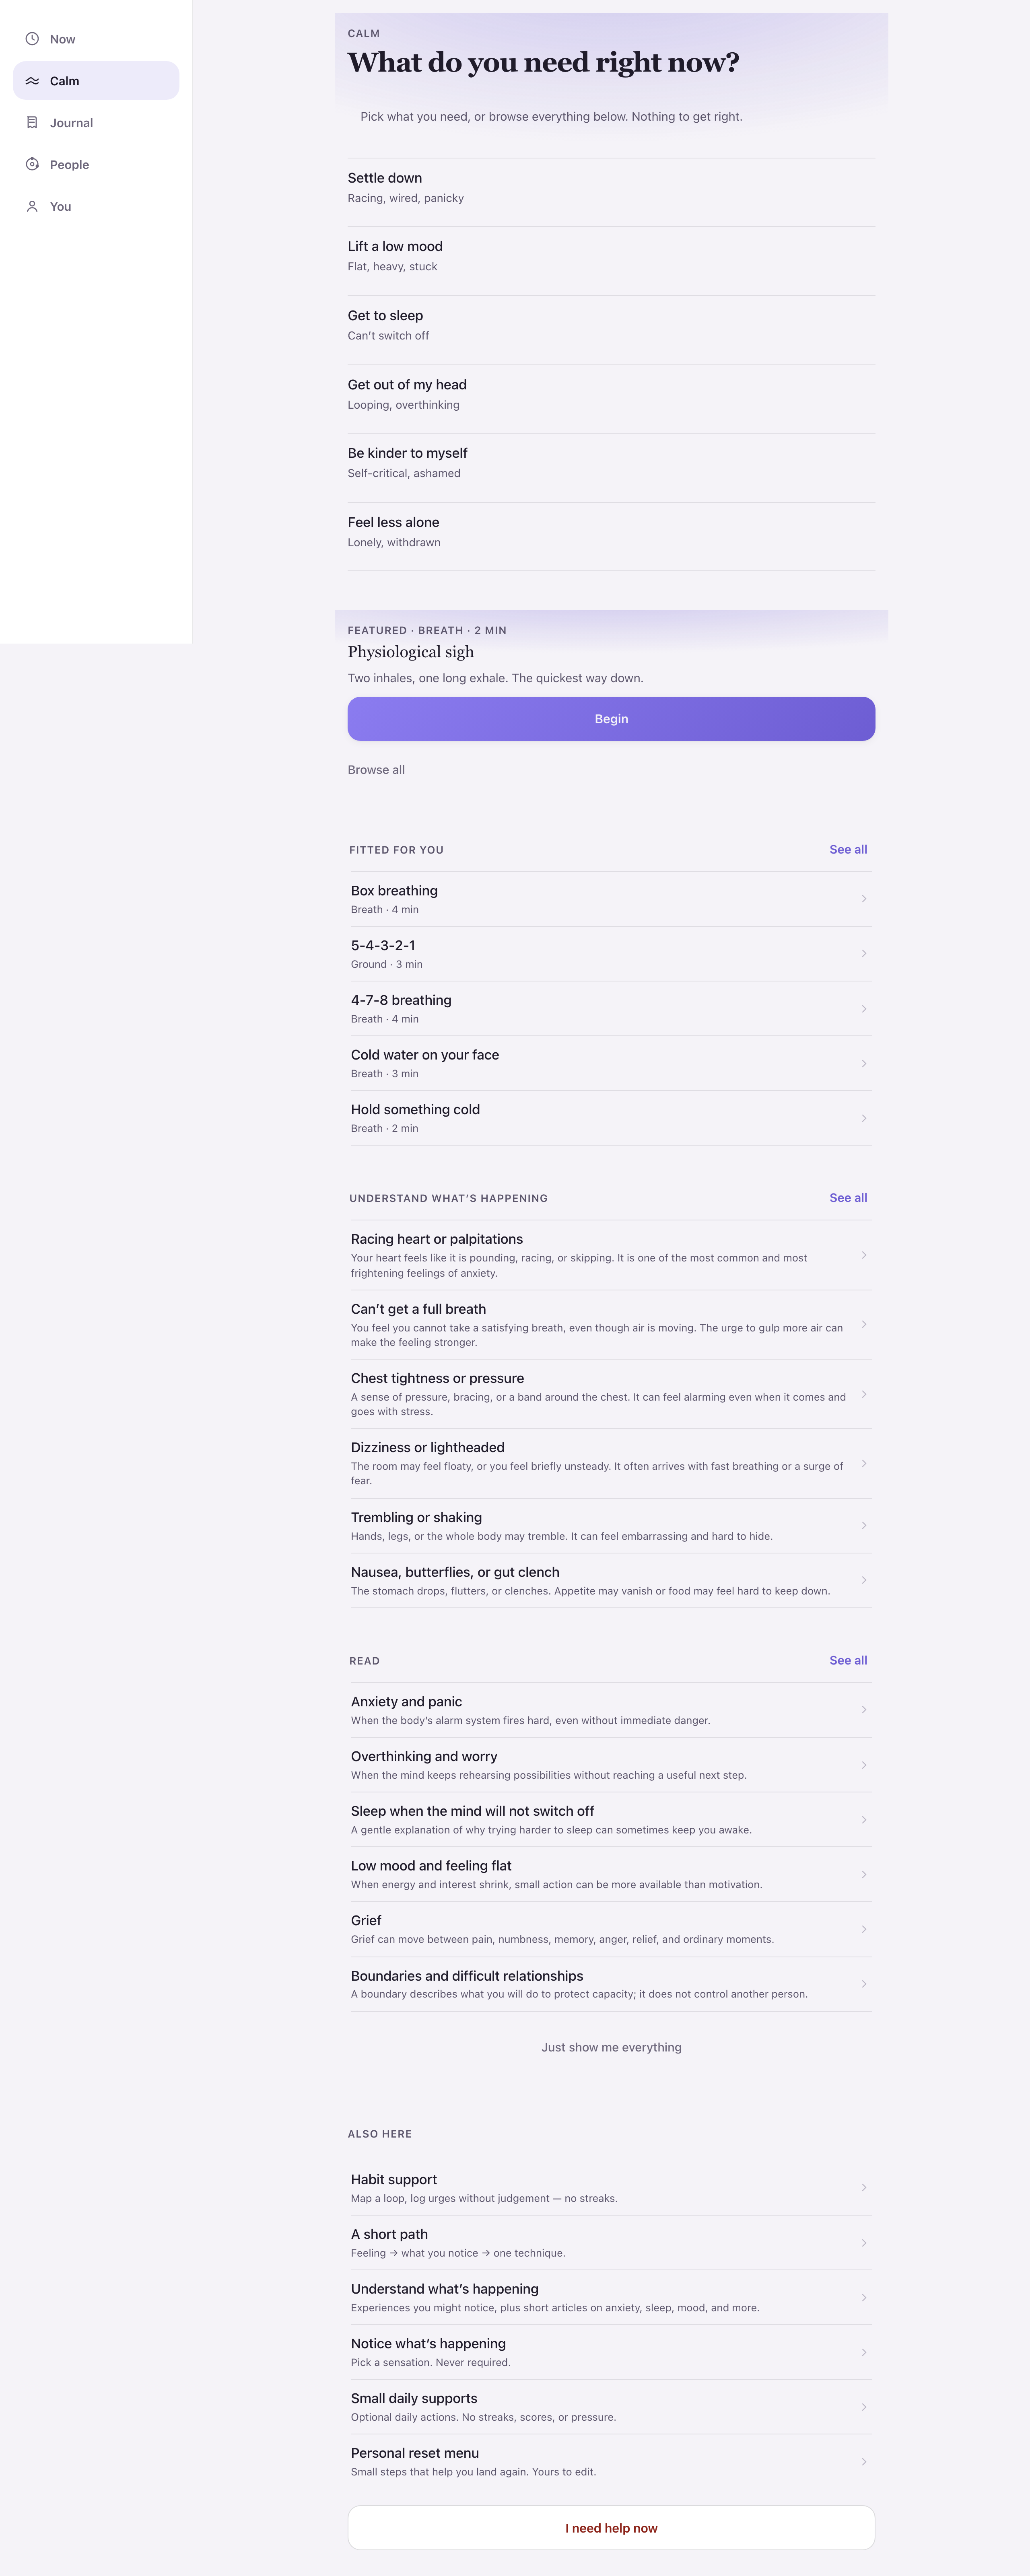 Now
Calm
Journal
People
You
CALM
What do you need right now?
Pick what you need, or browse everything below. Nothing to get right.
Settle down
Racing, wired, panicky
Lift a low mood
Flat, heavy, stuck
Get to sleep
Can't switch off
Get out of my head
Looping, overthinking
Be kinder to myself
Self-critical, ashamed
Feel less alone
Lonely, withdrawn
FEATURED · BREATH · 2 MIN
Physiological sigh
Two inhales, one long exhale. The quickest way down.
Begin
Browse all
FITTED FOR YOU
See all
Box breathing
Breath · 4 min
5-4-3-2-1
Ground · 3 min
4-7-8 breathing
Breath · 4 min
Cold water on your face
Breath · 3 min
Hold something cold
Breath · 2 min
UNDERSTAND WHAT'S HAPPENING
See all
Racing heart or palpitations
Your heart feels like it is pounding, racing, or skipping. It is one of the most common and most
frightening feelings of anxiety.
Can't get a full breath
You feel you cannot take a satisfying breath, even though air is moving. The urge to gulp more air can
make the feeling stronger.
Chest tightness or pressure
A sense of pressure, bracing, or a band around the chest. It can feel alarming even when it comes and
goes with stress.
Dizziness or lightheaded
The room may feel floaty, or you feel briefly unsteady. It often arrives with fast breathing or a surge of
fear.
Trembling or shaking
Hands, legs, or the whole body may tremble. It can feel embarrassing and hard to hide.
Nausea, butterflies, or gut clench
The stomach drops, flutters, or clenches. Appetite may vanish or food may feel hard to keep down.
READ
See all
Anxiety and panic
When the body's alarm system fires hard, even without immediate danger.
Overthinking and worry
When the mind keeps rehearsing possibilities without reaching a useful next step.
Sleep when the mind will not switch off
A gentle explanation of why trying harder to sleep can sometimes keep you awake.
Low mood and feeling flat
When energy and interest shrink, small action can be more available than motivation.
Grief
Grief can move between pain, numbness, memory, anger, relief, and ordinary moments.
Boundaries and difficult relationships
A boundary describes what you will do to protect capacity; it does not control another person.
Just show me everything
ALSO HERE
Habit support
Map a loop, log urges without judgement — no streaks.
A short path
Feeling → what you notice → one technique.
Understand what's happening
Experiences you might notice, plus short articles on anxiety, sleep, mood, and more.
Notice what's happening
Pick a sensation. Never required.
Small daily supports
Optional daily actions. No streaks, scores, or pressure.
Personal reset menu
Small steps that help you land again. Yours to edit.
I need help now